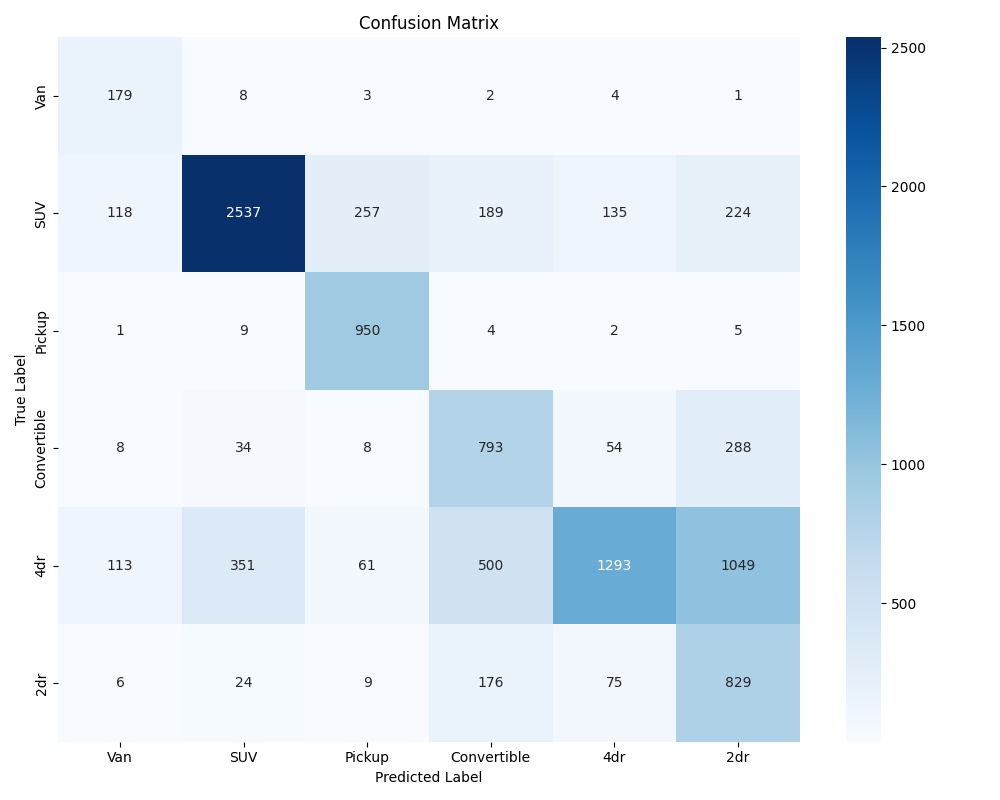 Confusion Matrix
Van 179 8 3 2 4 1
SUV 118 2537 257 189 135 224
Pickup 1 9 950 4 2 5
Convertible 8 34 8 793 54 288
4dr 113 351 61 500 1293 1049
2dr 6 24 9 176 75 829
Van SUV Pickup Convertible 4dr 2dr
Predicted Label
True Label
2500
2000
1500
1000
500